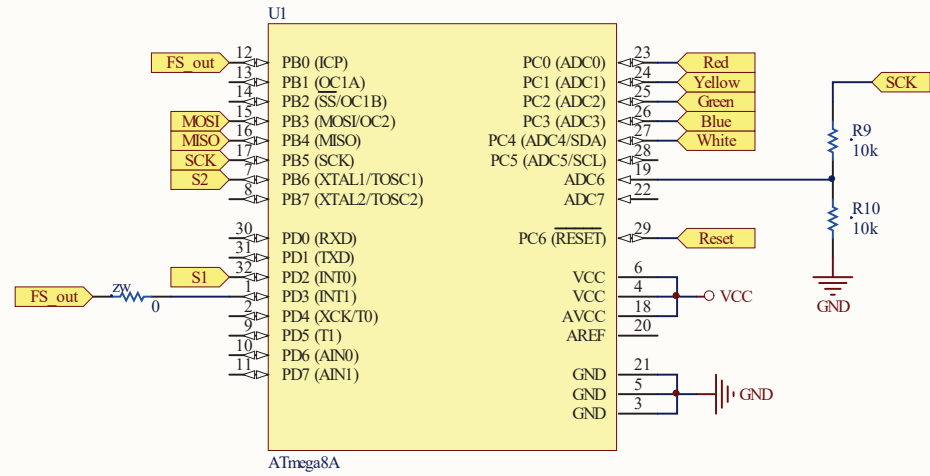 U1
FS_out 12 PB0 (ICP) PC0 (ADC0) 23 Red
13 PB1 (OC1A) PC1 (ADC1) 24 Yellow
14 PB2 (SS/OC1B) PC2 (ADC2) 25 Green
MOSI 15 PB3 (MOSI/OC2) PC3 (ADC3) 26 Blue
MISO 16 PB4 (MISO) PC4 (ADC4/SDA) 27 White
SCK 17 PB5 (SCK) PC5 (ADC5/SCL) 28
S2 7 PB6 (XTAL1/TOSC1) ADC6 19
8 PB7 (XTAL2/TOSC2) ADC7 22
SCK
R9
10k
R10
10k
GND
30 PD0 (RXD) PC6 (RESET) 29 Reset
31 PD1 (TXD)
S1 32 PD2 (INT0) VCC 6
FS_out zw 0 1 PD3 (INT1) VCC 4 VCC
2 PD4 (XCK/T0) AVCC 18
9 PD5 (T1) AREF 20
10 PD6 (AIN0)
11 PD7 (AIN1) GND 21
GND 5 GND
GND 3
ATmega8A